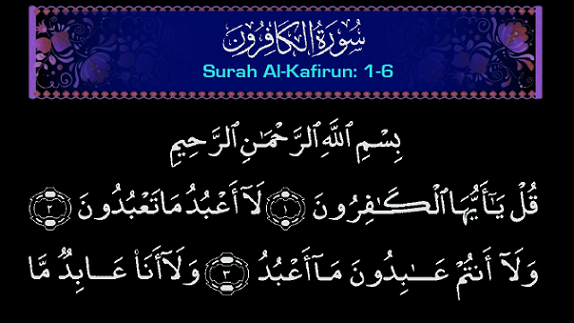 سُورَةُ الْكَافِرُونَ
Surah Al-Kafirun: 1-6
بِسْمِ ٱللَّهِ ٱلرَّحْمَـٰنِ ٱلرَّحِيمِ
قُلْ يَـٰٓأَيُّهَا ٱلْكَـٰفِرُونَ ١ لَآ أَعْبُدُ مَا تَعْبُدُونَ ٢
وَلَآ أَنتُمْ عَـٰبِدُونَ مَآ أَعْبُدُ ٣ وَلَآ أَنَا۠ عَابِدٌ مَّا